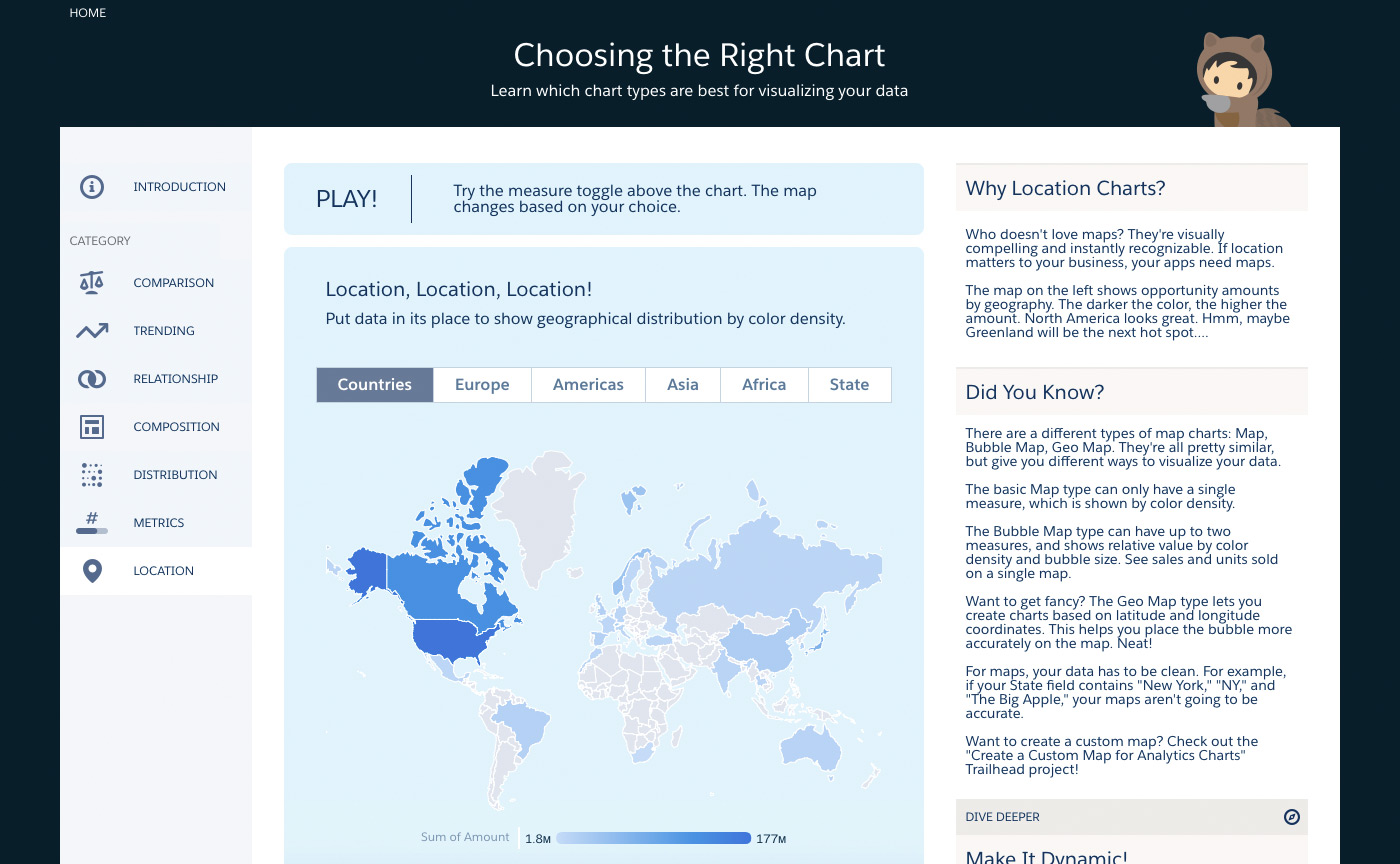 HOME
Choosing the Right Chart
Learn which chart types are best for visualizing your data
INTRODUCTION
CATEGORY
COMPARISON
TRENDING
RELATIONSHIP
COMPOSITION
DISTRIBUTION
#
METRICS
LOCATION
PLAY!
Try the measure toggle above the chart. The map
changes based on your choice.
Location, Location, Location!
Put data in its place to show geographical distribution by color density.
Countries
Europe
Americas
Asia
Africa
State
Sum of Amount
1.8M
177M
Why Location Charts?
Who doesn't love maps? They're visually
compelling and instantly recognizable. If location
matters to your business, your apps need maps.
The map on the left shows opportunity amounts
by geography. The darker the color, the higher the
amount. North America looks great. Hmm, maybe
Greenland will be the next hot spot....
Did You Know?
There are a different types of map charts: Map,
Bubble Map, Geo Map. They're all pretty similar,
but give you different ways to visualize your data.
The basic Map type can only have a single
measure, which is shown by color density.
The Bubble Map type can have up to two
measures, and shows relative value by color
density and bubble size. See sales and units sold
on a single map.
Want to get fancy? The Geo Map type lets you
create charts based on latitude and longitude
coordinates. This helps you place the bubble more
accurately on the map. Neat!
For maps, your data has to be clean. For example,
if your State field contains "New York," "NY," and
"The Big Apple," your maps aren't going to be
accurate.
Want to create a custom map? Check out the
"Create a Custom Map for Analytics Charts"
Trailhead project!
DIVE DEEPER
Make It Dynamic!